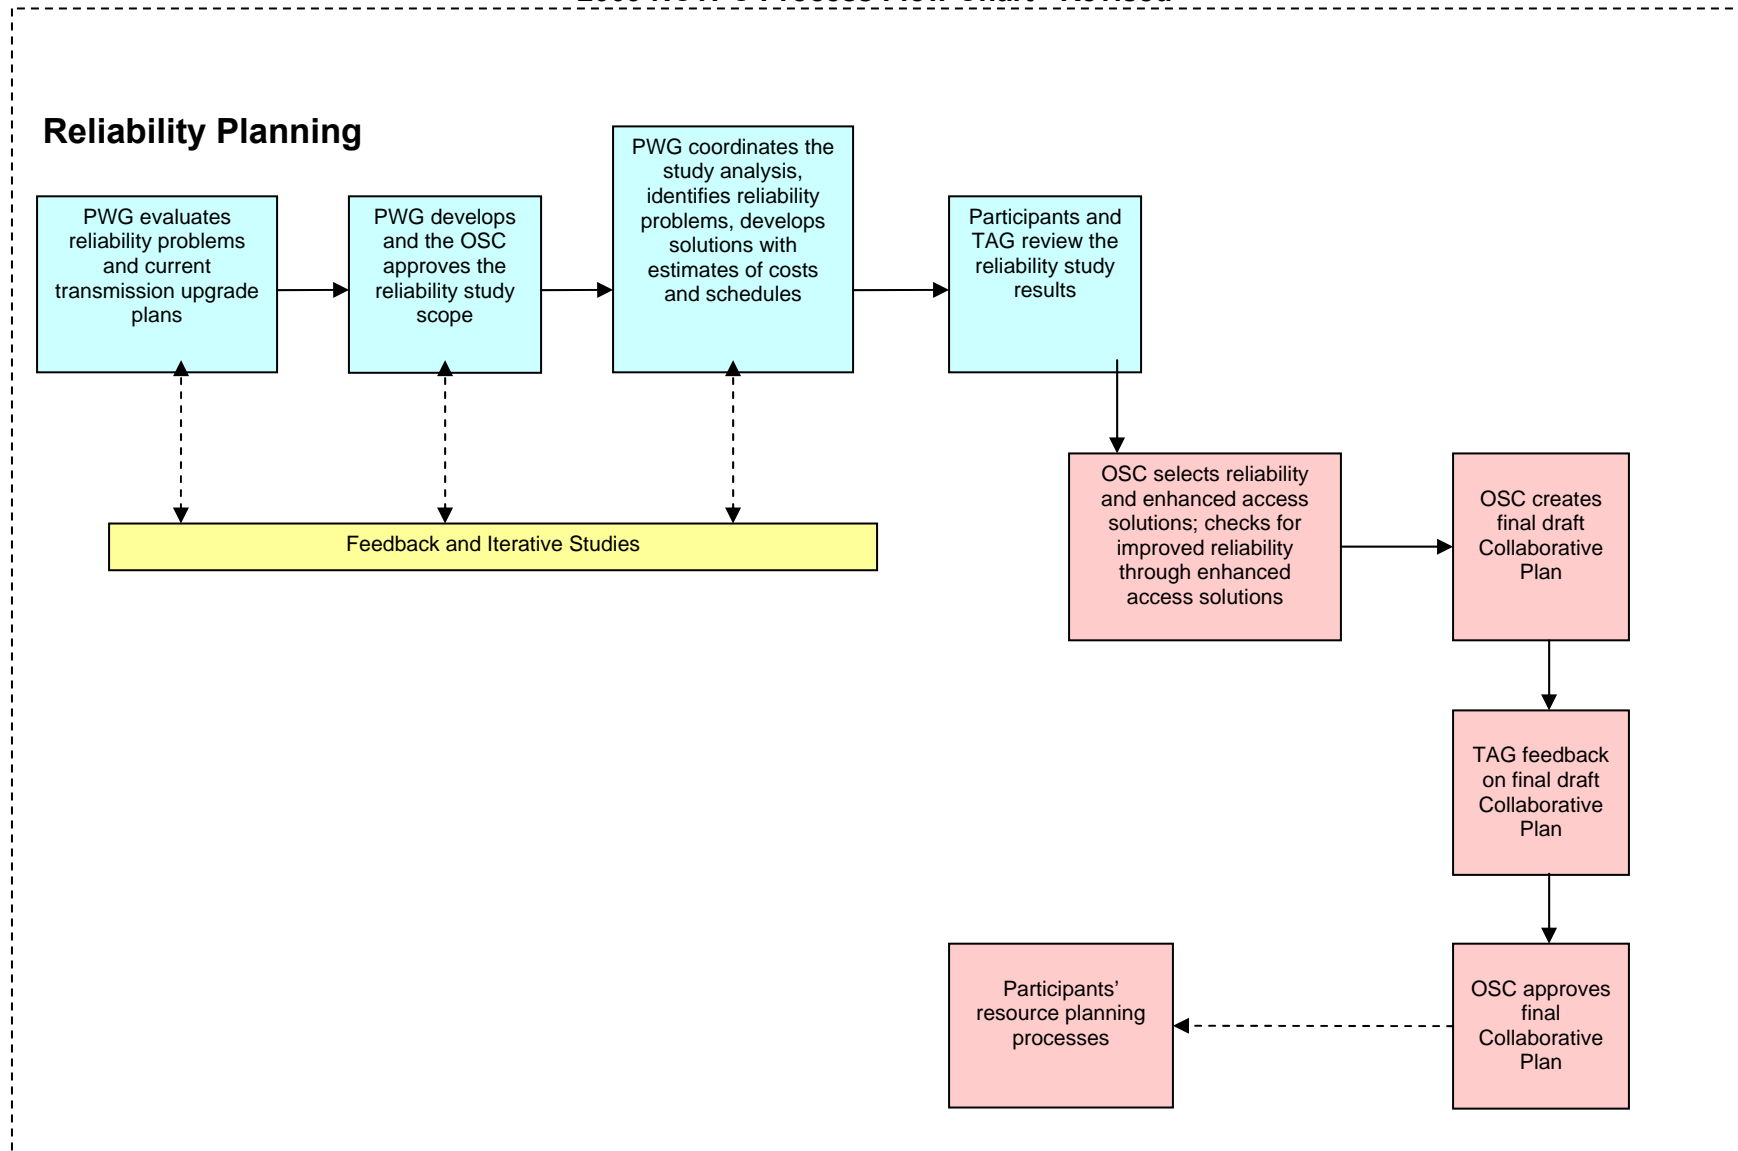 Reliability Planning
PWG evaluates
reliability problems
and current
transmission upgrade
plans
PWG develops
and the OSC
approves the
reliability study
scope
PWG coordinates the
study analysis,
identifies reliability
problems, develops
solutions with
estimates of costs
and schedules
Participants and
TAG review the
reliability study
results
Feedback and Iterative Studies
OSC selects reliability
and enhanced access
solutions; checks for
improved reliability
through enhanced
access solutions
OSC creates
final draft
Collaborative
Plan
TAG feedback
on final draft
Collaborative
Plan
OSC approves
final
Collaborative
Plan
Participants’
resource planning
processes